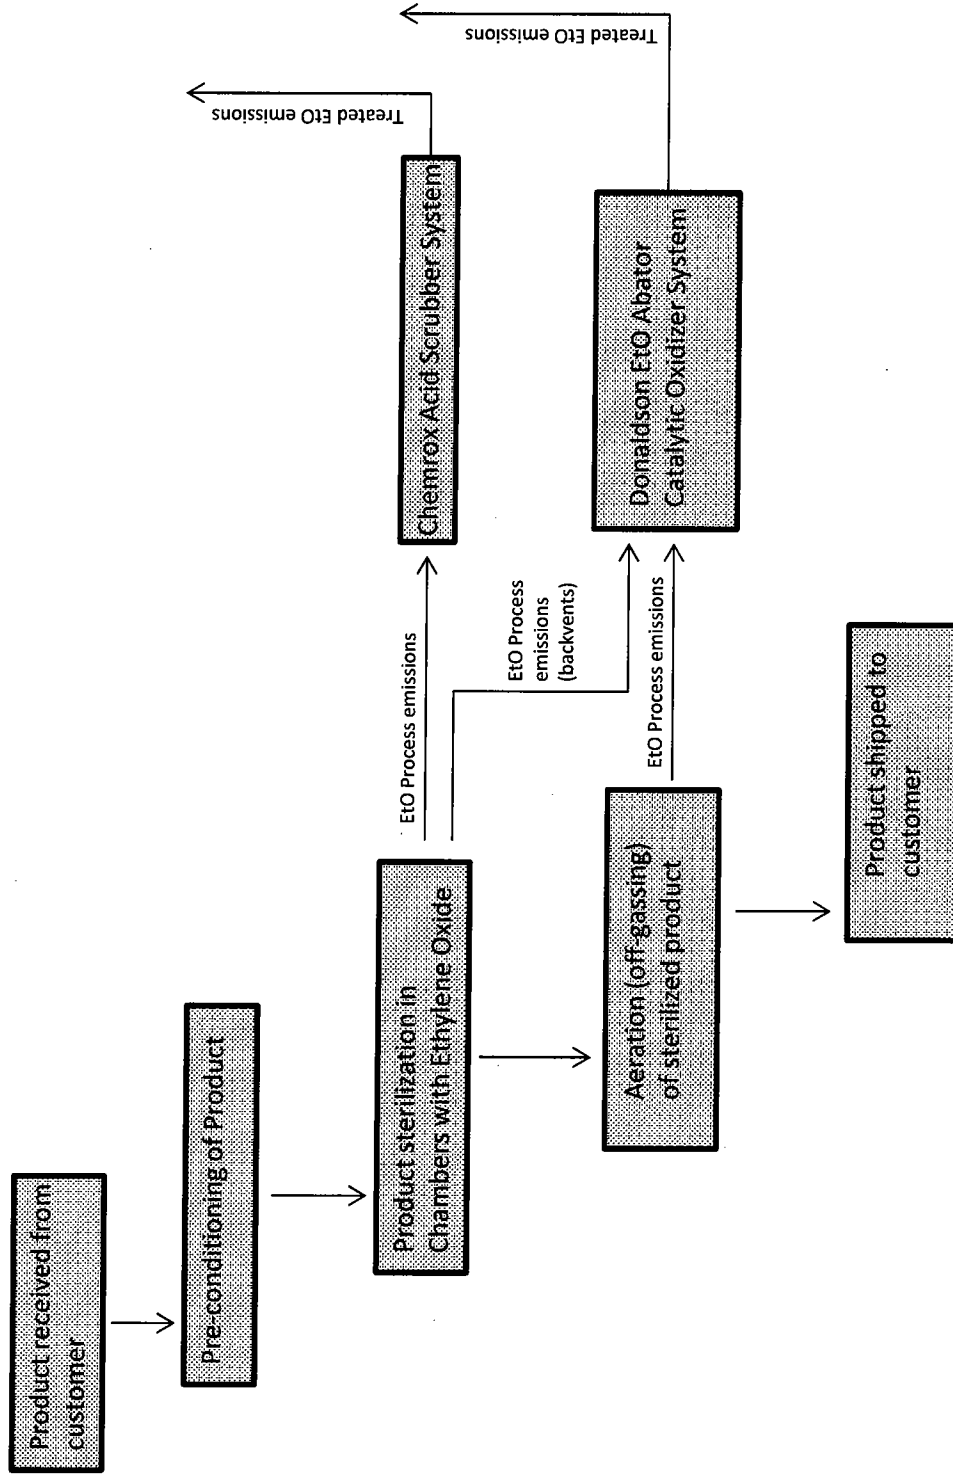 Product received from
customer
Pre-conditioning of Product
Product sterilization in
Chambers with Ethylene Oxide
EtO Process emissions
Chemrox Acid Scrubber System
Treated EtO emissions
EtO Process
emissions
(backvents)
Aeration (off-gassing)
of sterilized product
EtO Process emissions
Donaldson EtO Abator
Catalytic Oxidizer System
Treated EtO emissions
Product shipped to
customer